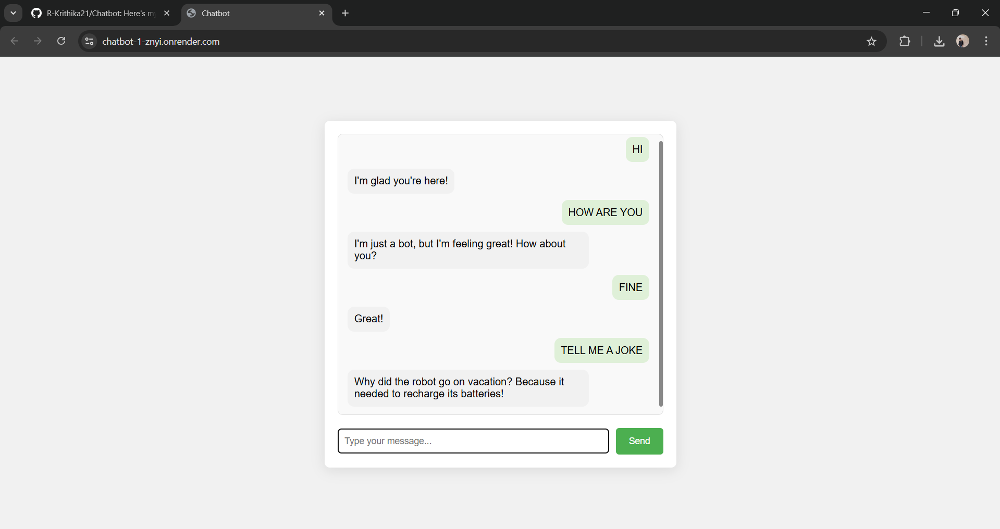 R-Krithika21/Chatbot: Here's my
Chatbot
chatbot-1-znyi.onrender.com
HI
I'm glad you're here!
HOW ARE YOU
I'm just a bot, but I'm feeling great! How about
you?
FINE
Great!
TELL ME A JOKE
Why did the robot go on vacation? Because it
needed to recharge its batteries!
Type your message...
Send